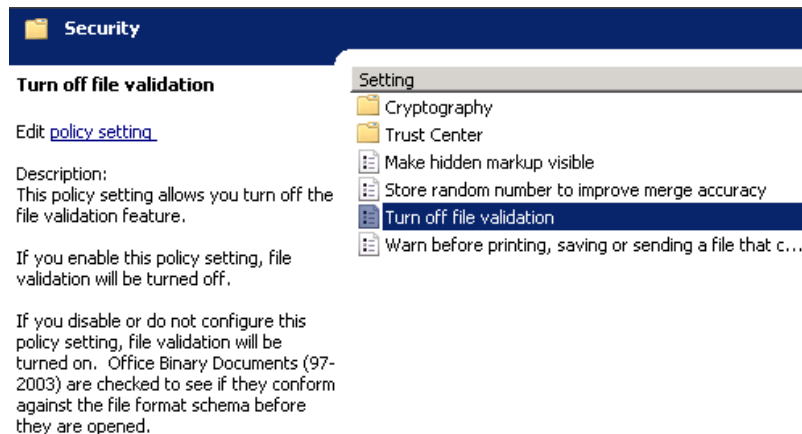 Security
Turn off file validation
Edit policy setting
Description:
This policy setting allows you turn off the
file validation feature.
If you enable this policy setting, file
validation will be turned off.
If you disable or do not configure this
policy setting, file validation will be
turned on. Office Binary Documents (97-
2003) are checked to see if they conform
against the file format schema before
they are opened.
Setting
Cryptography
Trust Center
Make hidden markup visible
Store random number to improve merge accuracy
Turn off file validation
Warn before printing, saving or sending a file that c...